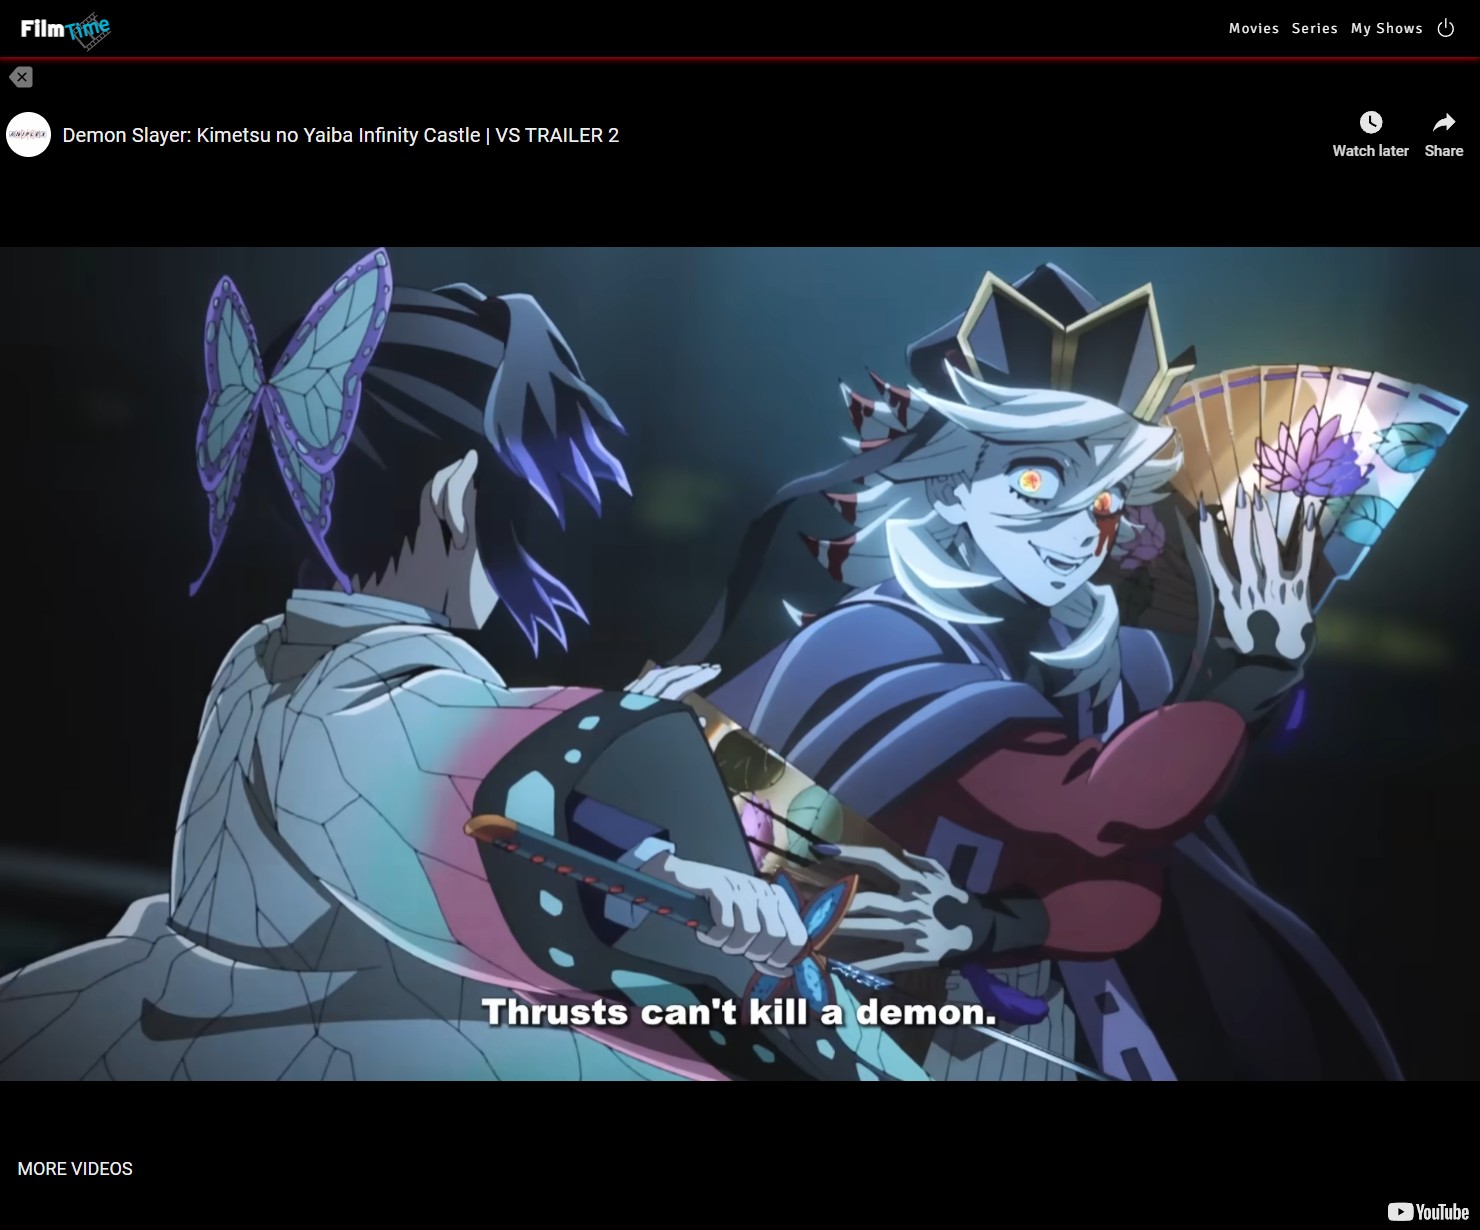 FilmTime
Movies Series My Shows
Demon Slayer: Kimetsu no Yaiba Infinity Castle | VS TRAILER 2
Watch later Share
Thrusts can't kill a demon.
MORE VIDEOS
YouTube